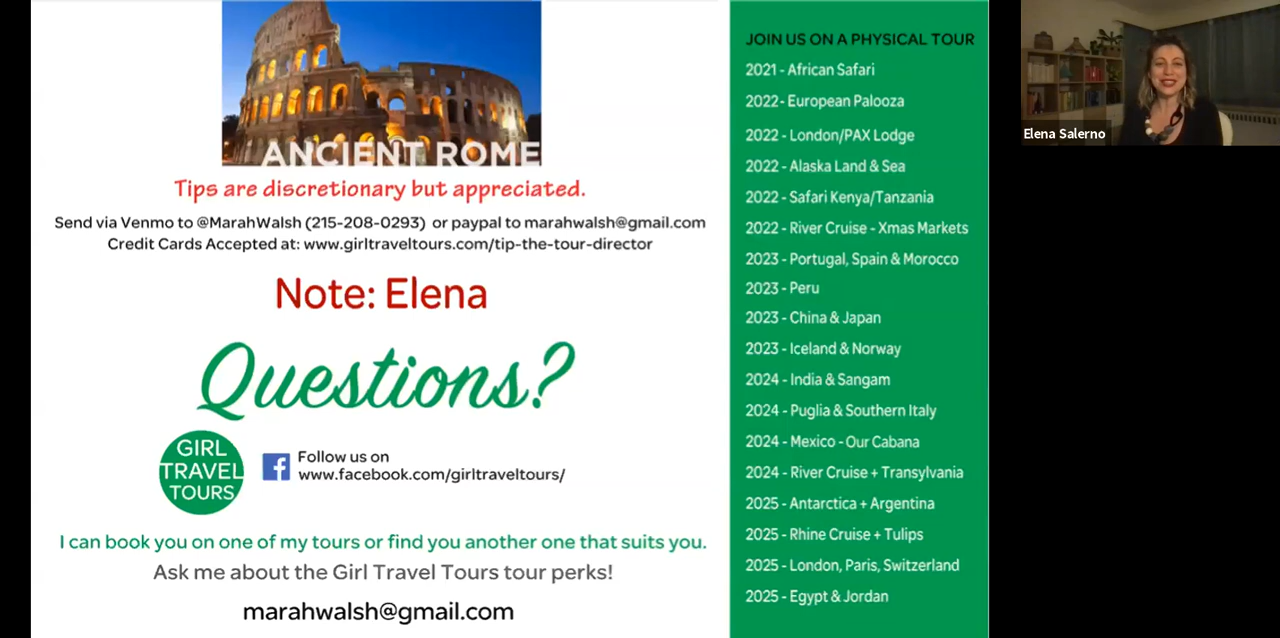 ANCIENT ROME
Tips are discretionary but appreciated.
Send via Venmo to @MarahWalsh (215-208-0293) or paypal to marahwalsh@gmail.com
Credit Cards Accepted at: www.girltraveltours.com/tip-the-tour-director
Note: Elena
Questions?
GIRL
TRAVEL
TOURS
f
Follow us on
www.facebook.com/girltraveltours/
I can book you on one of my tours or find you another one that suits you.
Ask me about the Girl Travel Tours tour perks!
marahwalsh@gmail.com
JOIN US ON A PHYSICAL TOUR
2021 - African Safari
2022 - European Palooza
2022 - London/PAX Lodge
2022 - Alaska Land & Sea
2022 - Safari Kenya/Tanzania
2022 - River Cruise - Xmas Markets
2023 - Portugal, Spain & Morocco
2023 - Peru
2023 - China & Japan
2023 - Iceland & Norway
2024 - India & Sangam
2024 - Puglia & Southern Italy
2024 - Mexico - Our Cabana
2024 - River Cruise + Transylvania
2025 - Antarctica + Argentina
2025 - Rhine Cruise + Tulips
2025 - London, Paris, Switzerland
2025 - Egypt & Jordan
Elena Salerno